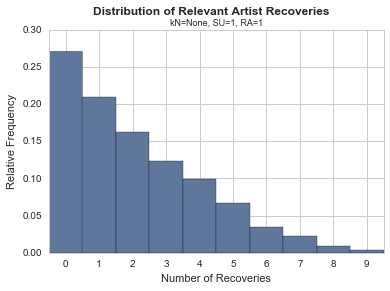 Distribution of Relevant Artist Recoveries
kN=None, SU=1, RA=1
Relative Frequency
0.30
0.25
0.20
0.15
0.10
0.05
0.00
0 1 2 3 4 5 6 7 8 9
Number of Recoveries